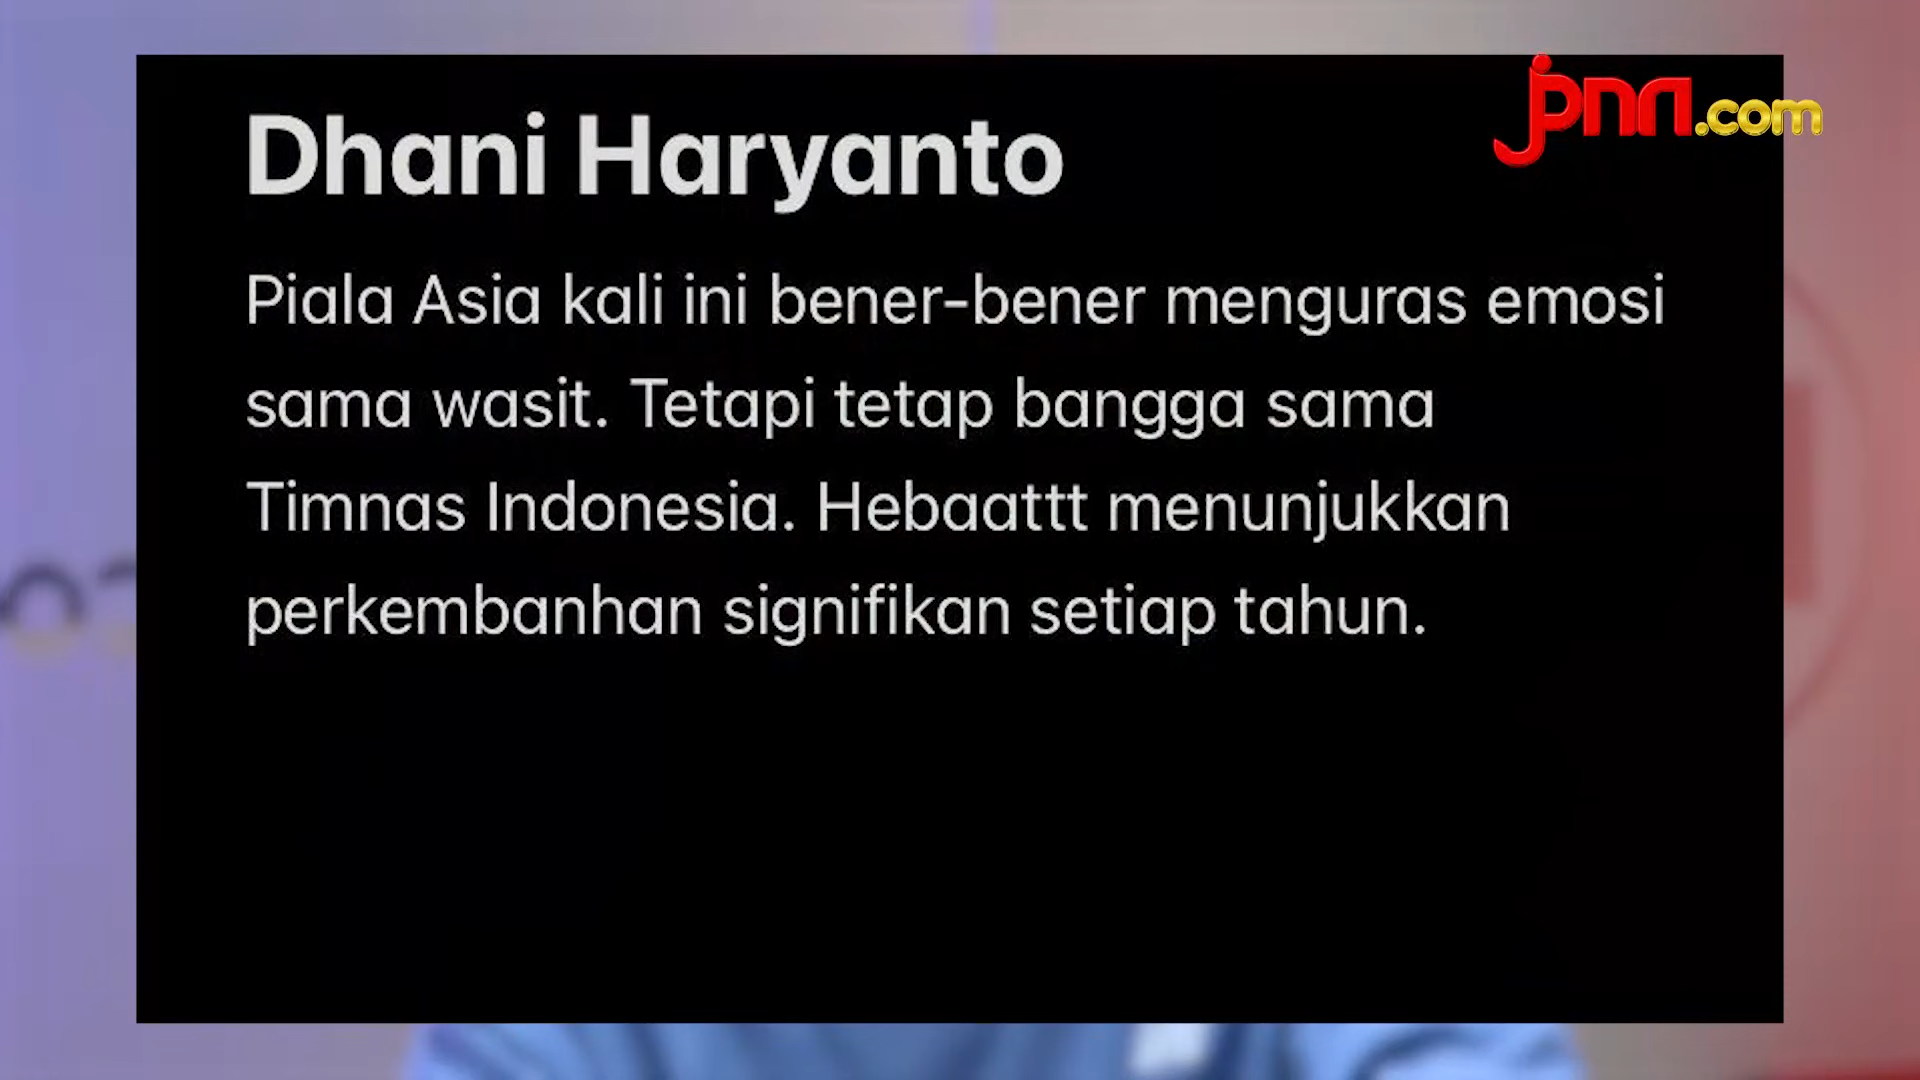 jpnn.com
Dhani Haryanto
Piala Asia kali ini bener-bener menguras emosi
sama wasit. Tetapi tetap bangga sama
Timnas Indonesia. Hebaattt menunjukkan
perkembanhan signifikan setiap tahun.